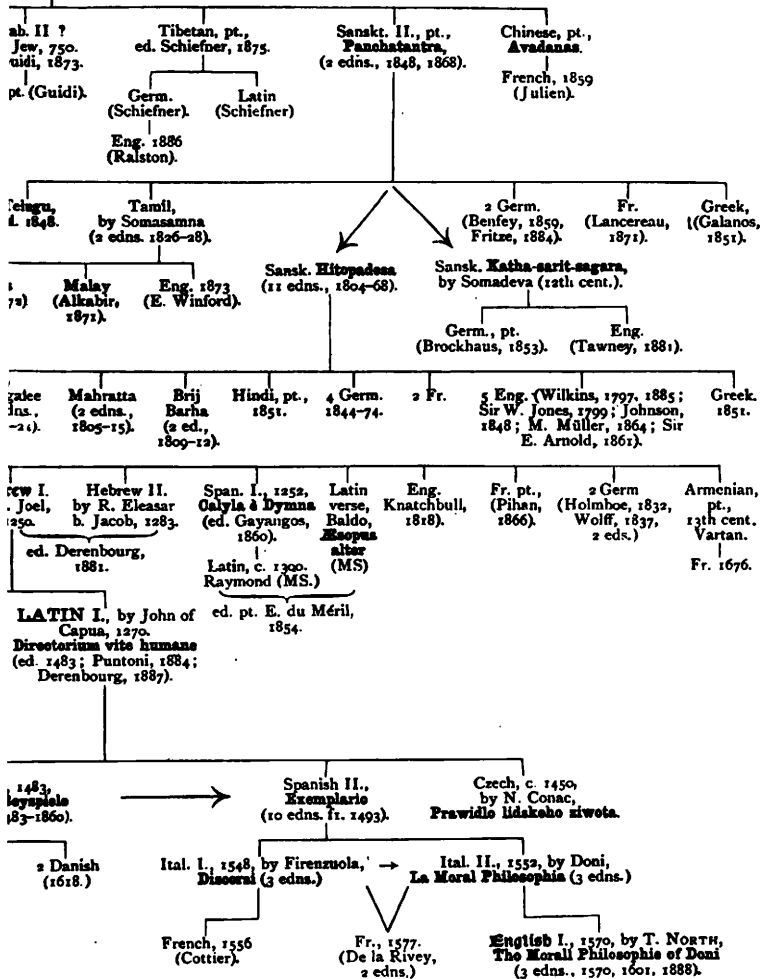 ab. II ?
Jew, 750.
uidi, 1873.
pt. (Guidi).
Tibetan, pt.,
ed. Schiefner, 1875.
Germ.
(Schiefner).
Latin
(Schiefner)
Eng. 1886
(Ralston).
Sanskt. II., pt.,
Panchatantra,
(2 edns., 1848, 1868).
Chinese, pt.,
Avadanas.
French, 1859
(Julien).
Telugu,
d. 1848.
Tamil,
by Somasamna
(2 edns. 1826–28).
2 Germ.
(Benfey, 1859,
Fritze, 1884).
Fr.
(Lancereau,
1871).
Greek,
(Galanos,
1851).
s
72)
Malay
(Alkabir,
1871).
Eng. 1873
(E. Winford).
Sansk. Hitopadesa
(11 edns., 1804–68).
Sansk. Katha-sarit-sagara,
by Somadeva (12th cent.).
Germ., pt.
(Brockhaus, 1853).
Eng.
(Tawney, 1881).
galee
dns.,
Mahratta
(2 edns.,
1805–15).
Brij
Barha
(2 ed.,
1809–12).
Hindi, pt.,
1851.
4 Germ.
1844–74.
2 Fr.
5 Eng. (Wilkins, 1797, 1885;
Sir W. Jones, 1799; Johnson,
1848; M. Müller, 1864; Sir
E. Arnold, 1861).
Greek.
1851.
ew I.
. Joel,
1250.
Hebrew II.
by R. Eleasar
b. Jacob, 1283.
ed. Derenbourg,
1881.
Span. I., 1252,
Calyla è Dymna
(ed. Gayangos,
1860).
Latin, c. 1300.
Raymond (MS.)
Latin
verse,
Baldo,
Æsopus
alter
(MS)
ed. pt. E. du Méril,
1854.
Eng.
Knatchbull,
1818).
Fr. pt.,
(Pihan,
1866).
2 Germ
(Holmboe, 1832,
Wolff, 1837,
2 eds.)
Armenian,
pt.,
13th cent.
Vartan.
Fr. 1676.
LATIN I., by John of
Capua, 1270.
Directorium vite humane
(ed. 1483; Puntoni, 1884;
Derenbourg, 1887).
, 1483,
eyspiele
483–1860).
Spanish II.,
Exemplario
(10 edns. f1. 1493).
Czech, c. 1450,
by N. Conac,
Prawidlo lidskeho ziwota.
2 Danish
(1618.)
Ital. I., 1548, by Firenzuola,
Discorsi (3 edns.)
Ital. II., 1552, by Doni,
La Moral Philosophia (3 edns.)
French, 1556
(Cottier).
Fr., 1577.
(De la Rivey,
2 edns.)
English I., 1570, by T. NORTH,
The Morall Philosophie of Doni
(3 edns., 1570, 1601, 1888).